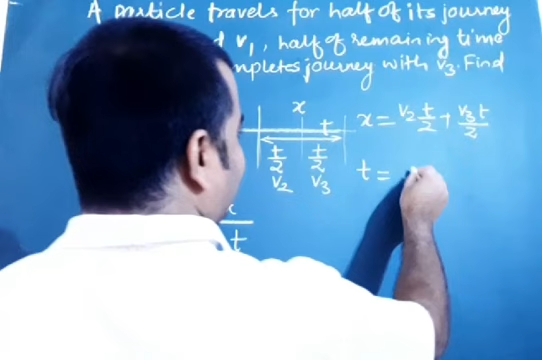 A particle travels for half of its journey
v₁, half of remaining time
completes journey with v₃. Find
x
t
x = v₂ t/2 + v₃t/2
t/2 t/2
v₂ v₃
t =
t